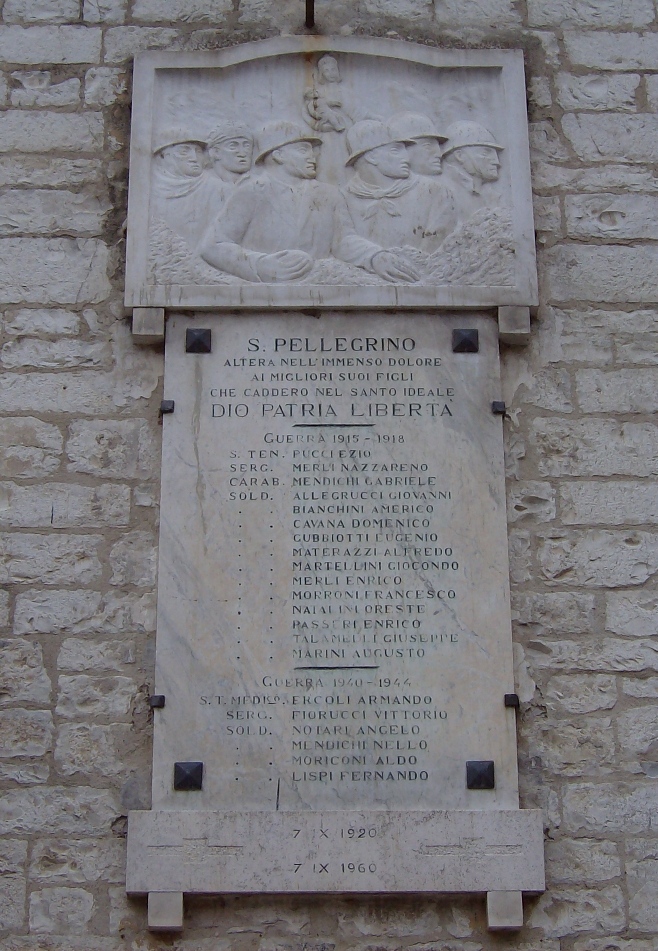 S. PELLEGRINO
ALTERA NELL'IMMENSO DOLORE
AI MIGLIORI SUOI FIGLI
CHE CADDERO NEL SANTO IDEALE
DIO PATRIA LIBERTÀ
GUERRA 1915-1918
S. TEN. PUCCI EZIO
SERG. MERLI NAZZARENO
CARAB. MENDICHI GABRIELE
SOLD. ALLEGRUCCI GIOVANNI
" BIANCHINI AMERICO
" CAVANA DOMENICO
" GUBBIOTTI EUGENIO
" MATERAZZI ALFREDO
" MARTELLINI GIOCONDO
" MERLI ENRICO
" MORRONI FRANCESCO
" NATALINI ORESTE
" PASSERI ENRICO
" TALAMELLI GIUSEPPE
" MARINI AUGUSTO
GUERRA 1940-1944
S.T. MEDICO. ERCOLI ARMANDO
SERG. FIORUCCI VITTORIO
SOLD. NOTARI ANGELO
" MENDICHI NELLO
" MORICONI ALDO
" LISPI FERNANDO
7 IX 1920
7 IX 1960